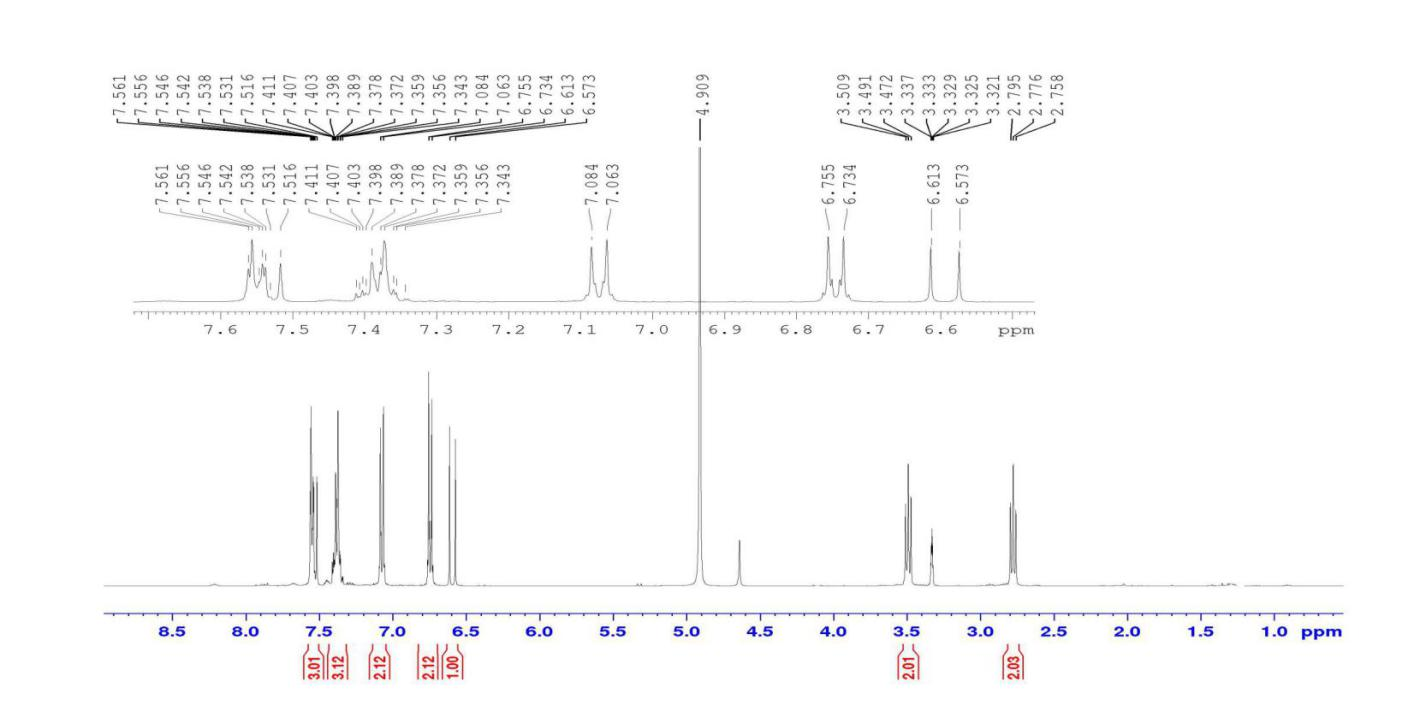 7.561 7.556 7.546 7.542 7.538 7.531 7.516 7.411 7.407 7.403 7.398 7.389 7.378 7.372 7.359 7.356 7.343 7.084 7.063 6.755 6.734 6.613 6.573 4.909 3.509 3.491 3.472 3.337 3.333 3.329 3.325 3.321 2.795 2.776 2.758
7.561 7.556 7.546 7.542 7.538 7.531 7.516 7.411 7.407 7.403 7.398 7.389 7.378 7.372 7.359 7.356 7.343 7.084 7.063 6.755 6.734 6.613 6.573
7.6 7.5 7.4 7.3 7.2 7.1 7.0 6.9 6.8 6.7 6.6 ppm
8.5 8.0 7.5 7.0 6.5 6.0 5.5 5.0 4.5 4.0 3.5 3.0 2.5 2.0 1.5 1.0 ppm
3.01 3.12 2.12 2.12 1.00 2.01 2.03